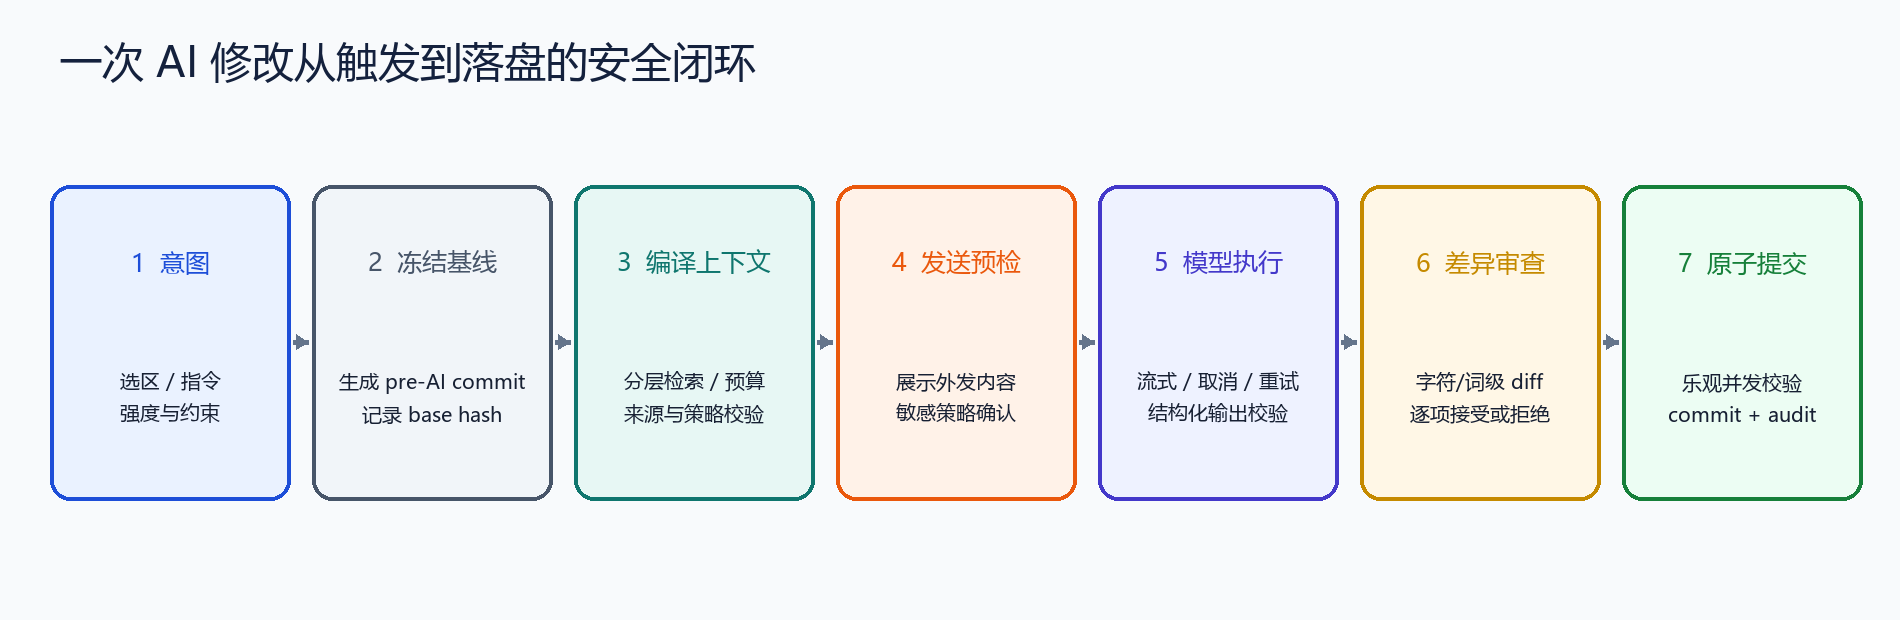 一次 AI 修改从触发到落盘的安全闭环
1 意图
选区 / 指令
强度与约束
2 冻结基线
生成 pre-AI commit
记录 base hash
3 编译上下文
分层检索 / 预算
来源与策略校验
4 发送预检
展示外发内容
敏感策略确认
5 模型执行
流式 / 取消 / 重试
结构化输出校验
6 差异审查
字符/词级 diff
逐项接受或拒绝
7 原子提交
乐观并发校验
commit + audit